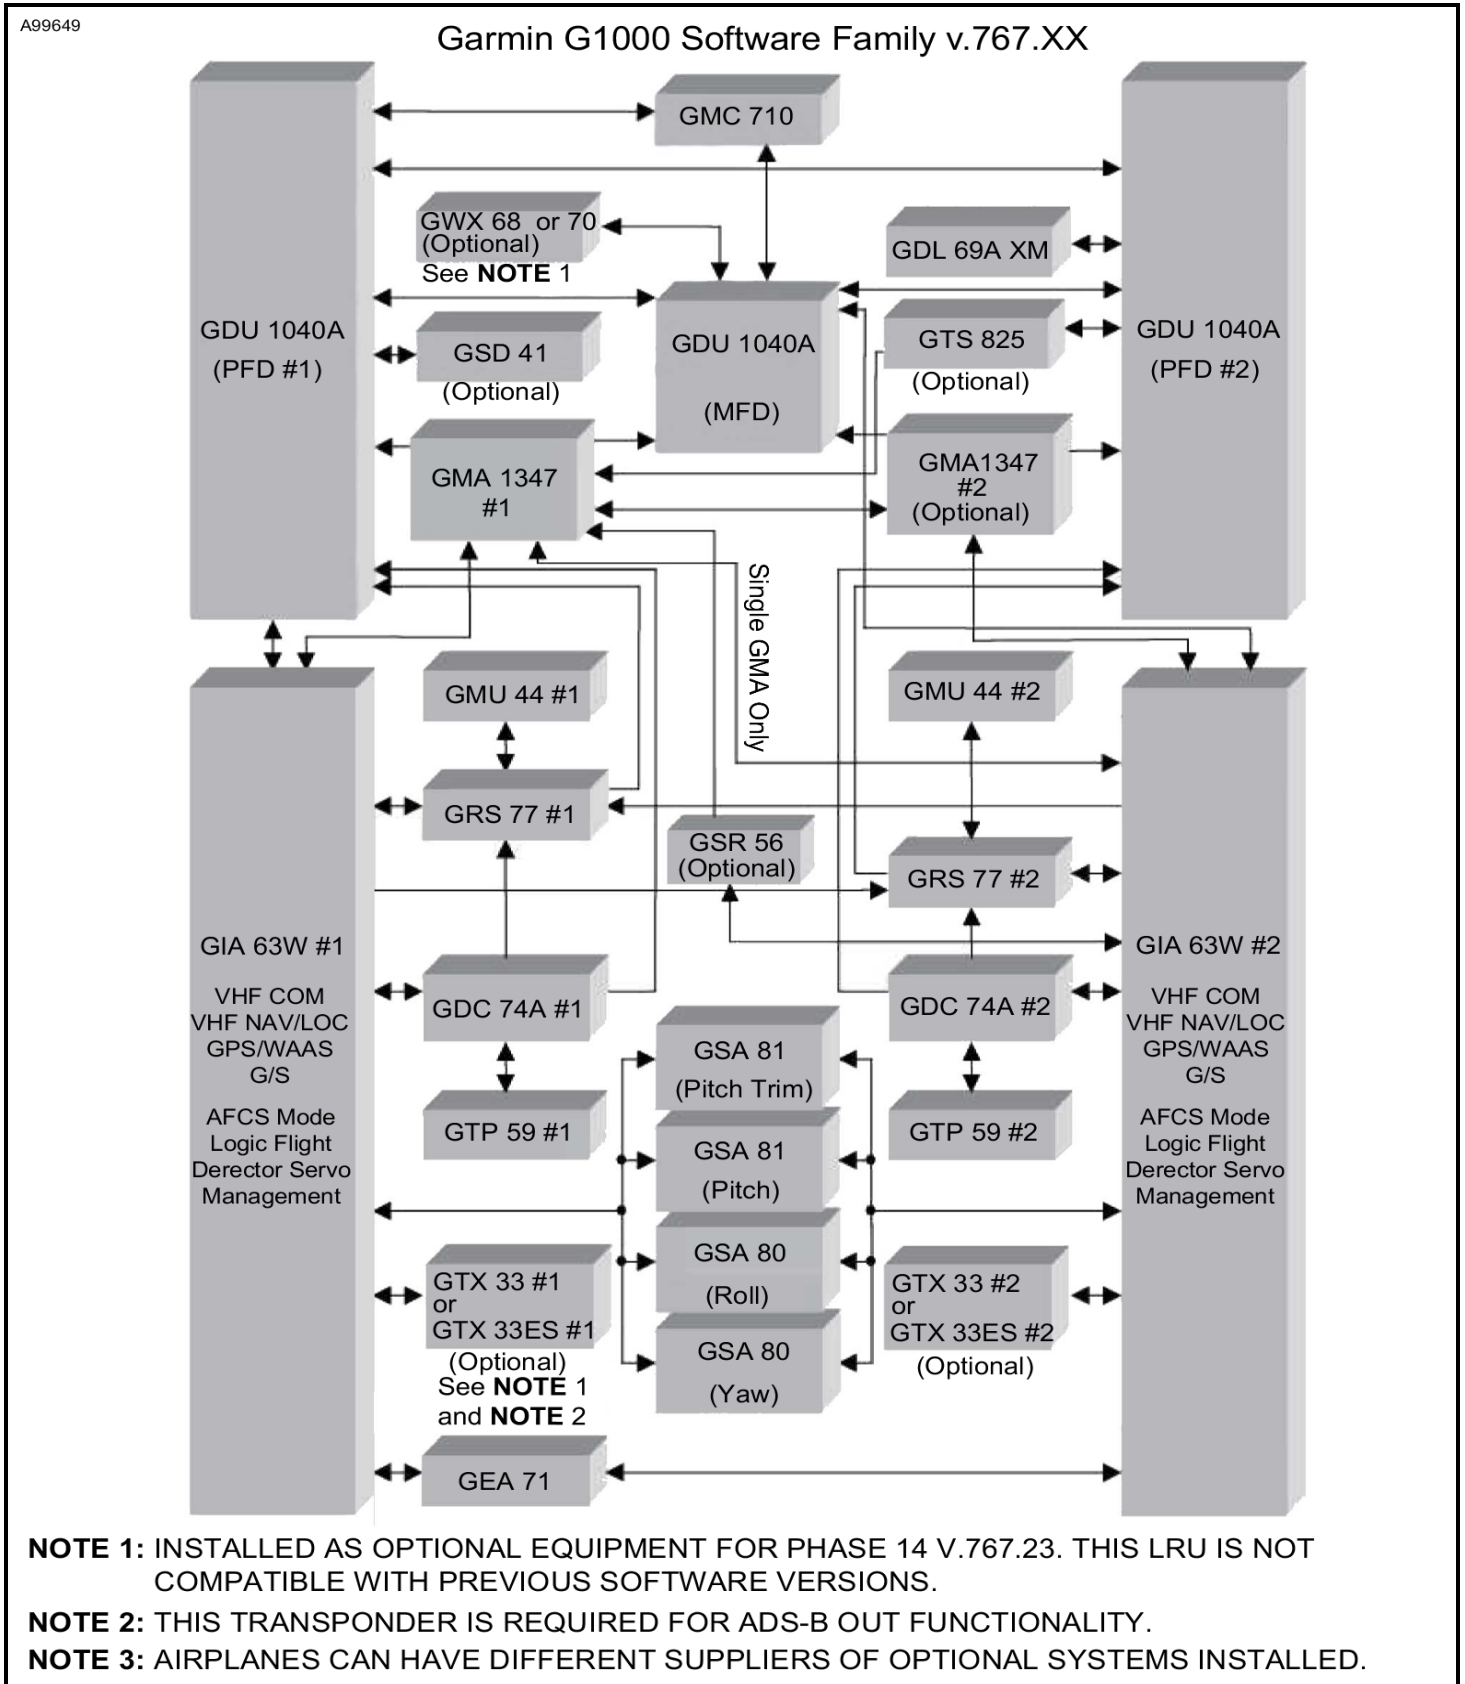 A99649
Garmin G1000 Software Family v.767.XX
GMC 710
GWX 68 or 70
(Optional)
See NOTE 1
GDL 69A XM
GDU 1040A
(PFD #1)
GSD 41
(Optional)
GDU 1040A
(MFD)
GTS 825
(Optional)
GDU 1040A
(PFD #2)
GMA 1347
#1
GMA1347
#2
(Optional)
Single GMA Only
GMU 44 #1
GMU 44 #2
GRS 77 #1
GSR 56
(Optional)
GRS 77 #2
GIA 63W #1
VHF COM
VHF NAV/LOC
GPS/WAAS
G/S
AFCS Mode
Logic Flight
Derector Servo
Management
GDC 74A #1
GTP 59 #1
GSA 81
(Pitch Trim)
GSA 81
(Pitch)
GSA 80
(Roll)
GSA 80
(Yaw)
GDC 74A #2
GTP 59 #2
GIA 63W #2
VHF COM
VHF NAV/LOC
GPS/WAAS
G/S
AFCS Mode
Logic Flight
Derector Servo
Management
GTX 33 #1
or
GTX 33ES #1
(Optional)
See NOTE 1
and NOTE 2
GTX 33 #2
or
GTX 33ES #2
(Optional)
GEA 71
NOTE 1: INSTALLED AS OPTIONAL EQUIPMENT FOR PHASE 14 V.767.23. THIS LRU IS NOT
COMPATIBLE WITH PREVIOUS SOFTWARE VERSIONS.
NOTE 2: THIS TRANSPONDER IS REQUIRED FOR ADS-B OUT FUNCTIONALITY.
NOTE 3: AIRPLANES CAN HAVE DIFFERENT SUPPLIERS OF OPTIONAL SYSTEMS INSTALLED.